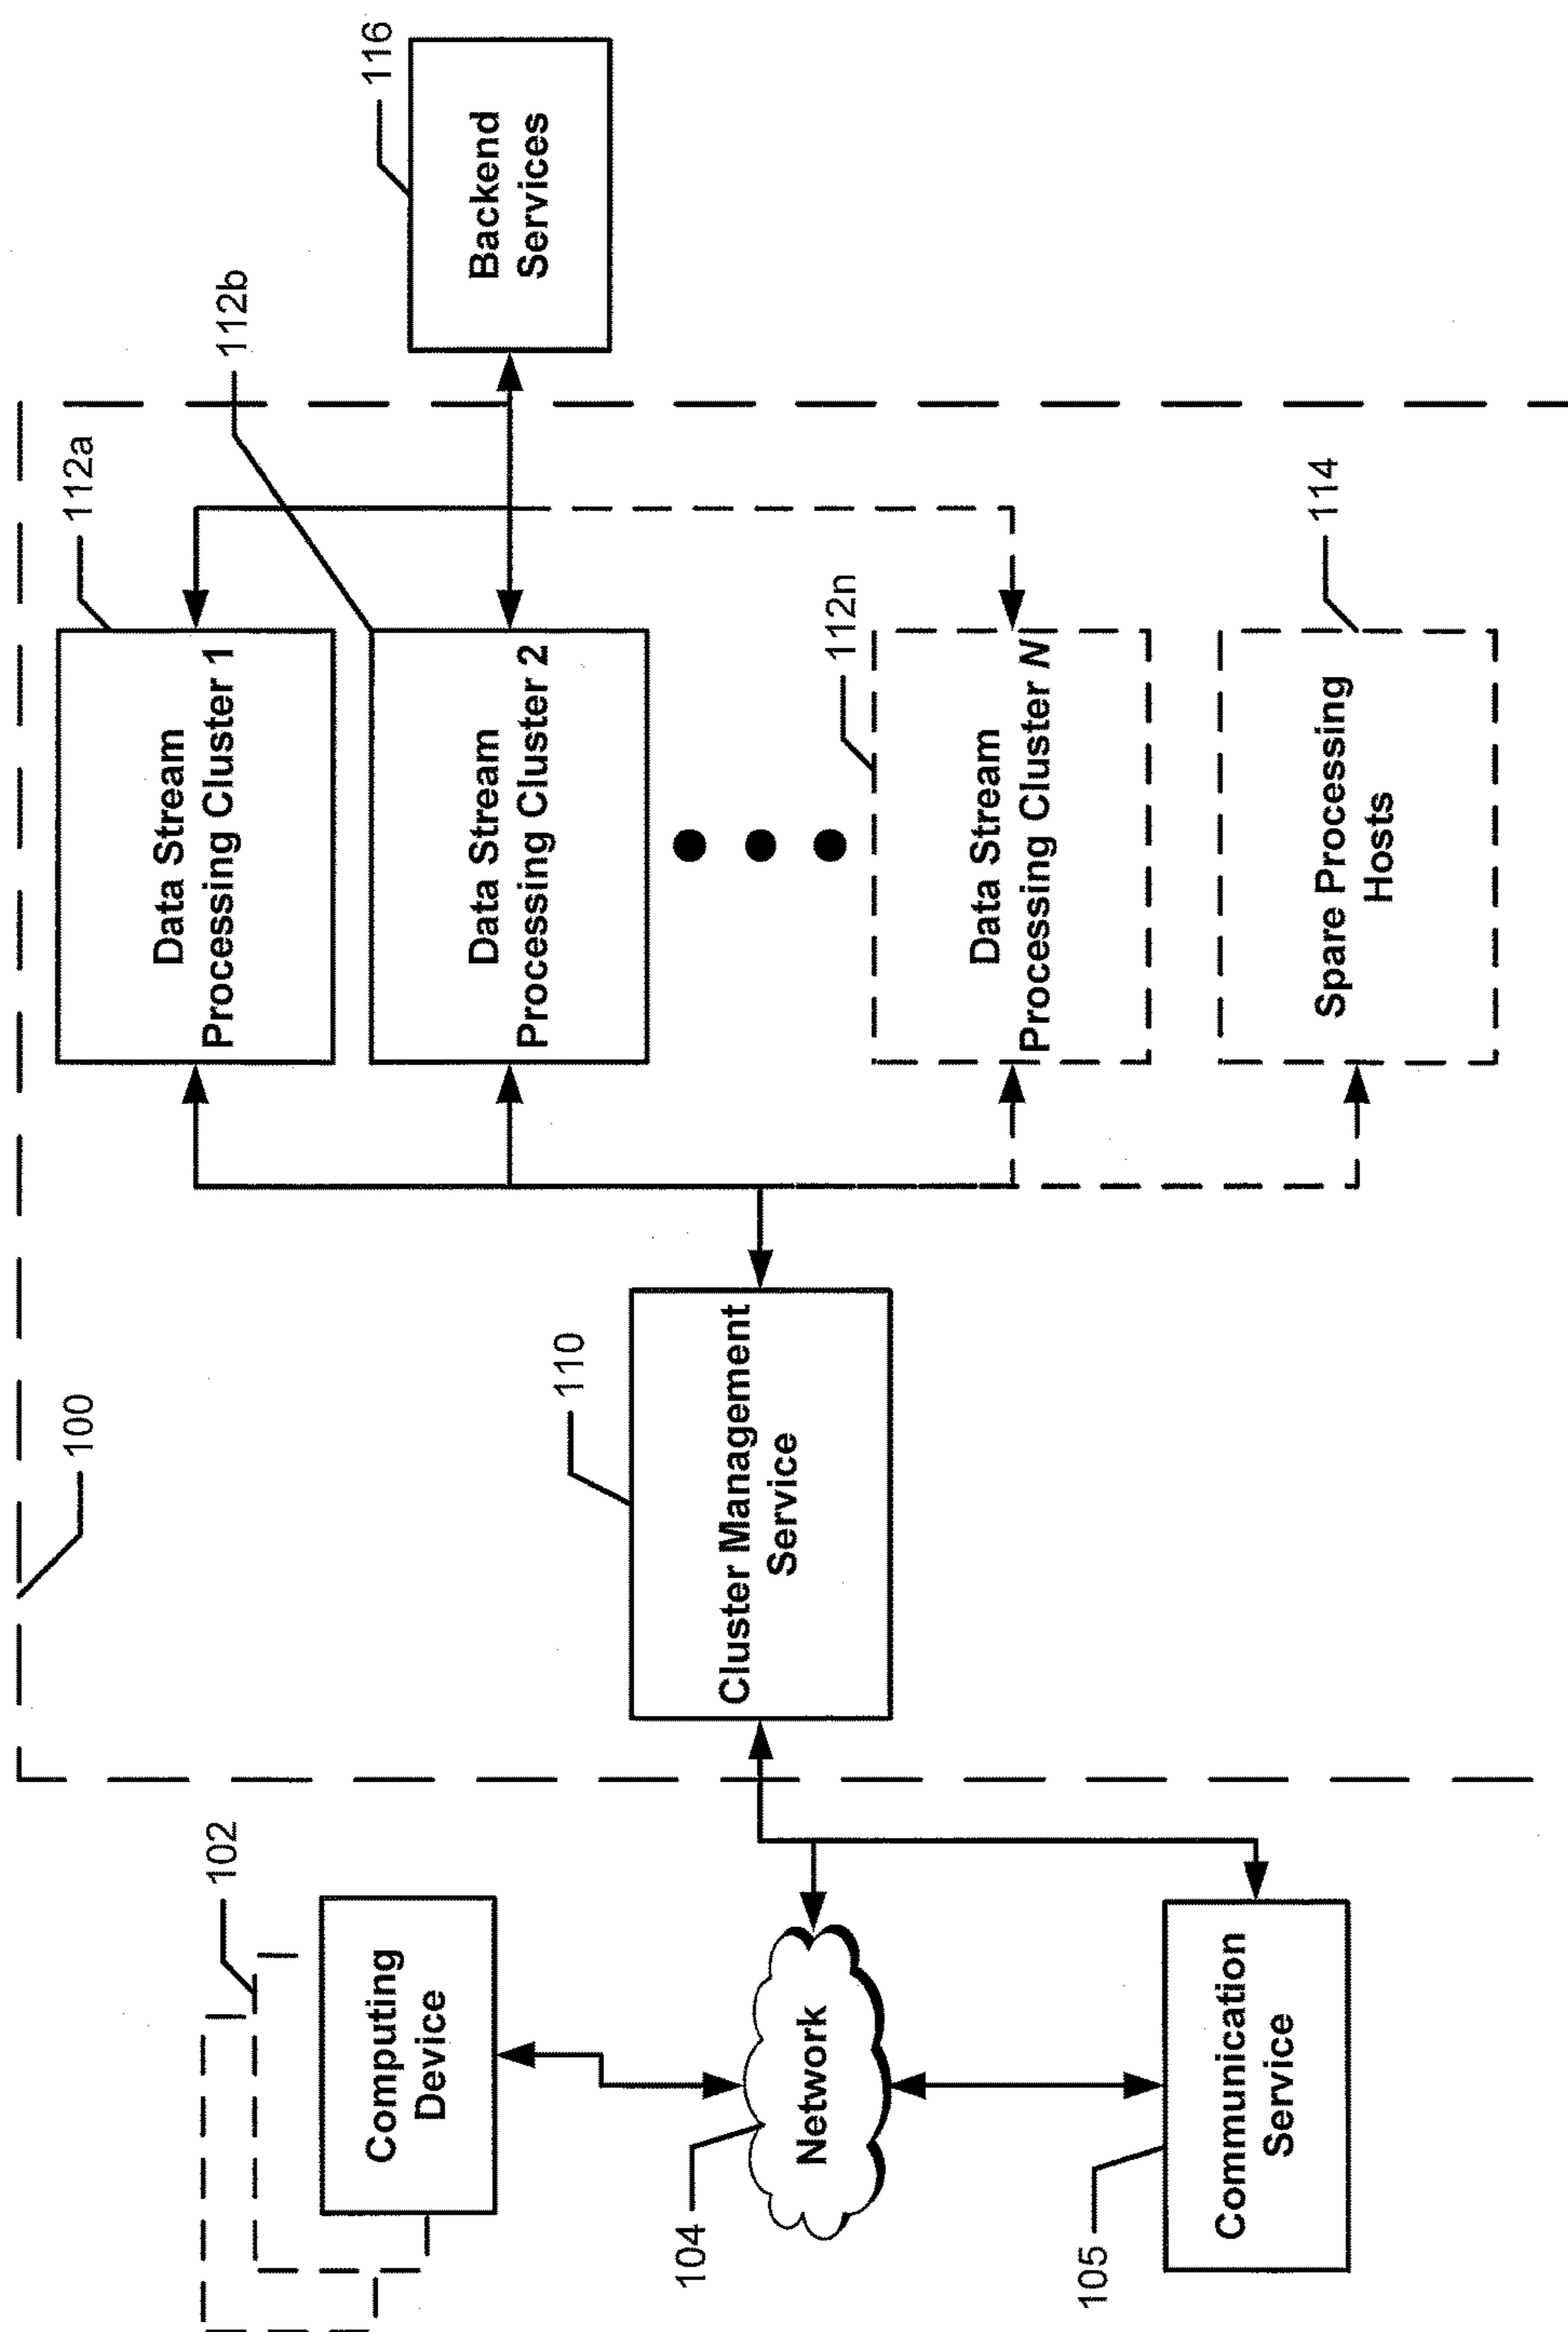 100
102
Computing
Device
104
Network
105
Communication
Service
110
Cluster Management
Service
112a
Data Stream
Processing Cluster 1
112b
Data Stream
Processing Cluster 2
112n
Data Stream
Processing Cluster N
114
Spare Processing
Hosts
116
Backend
Services